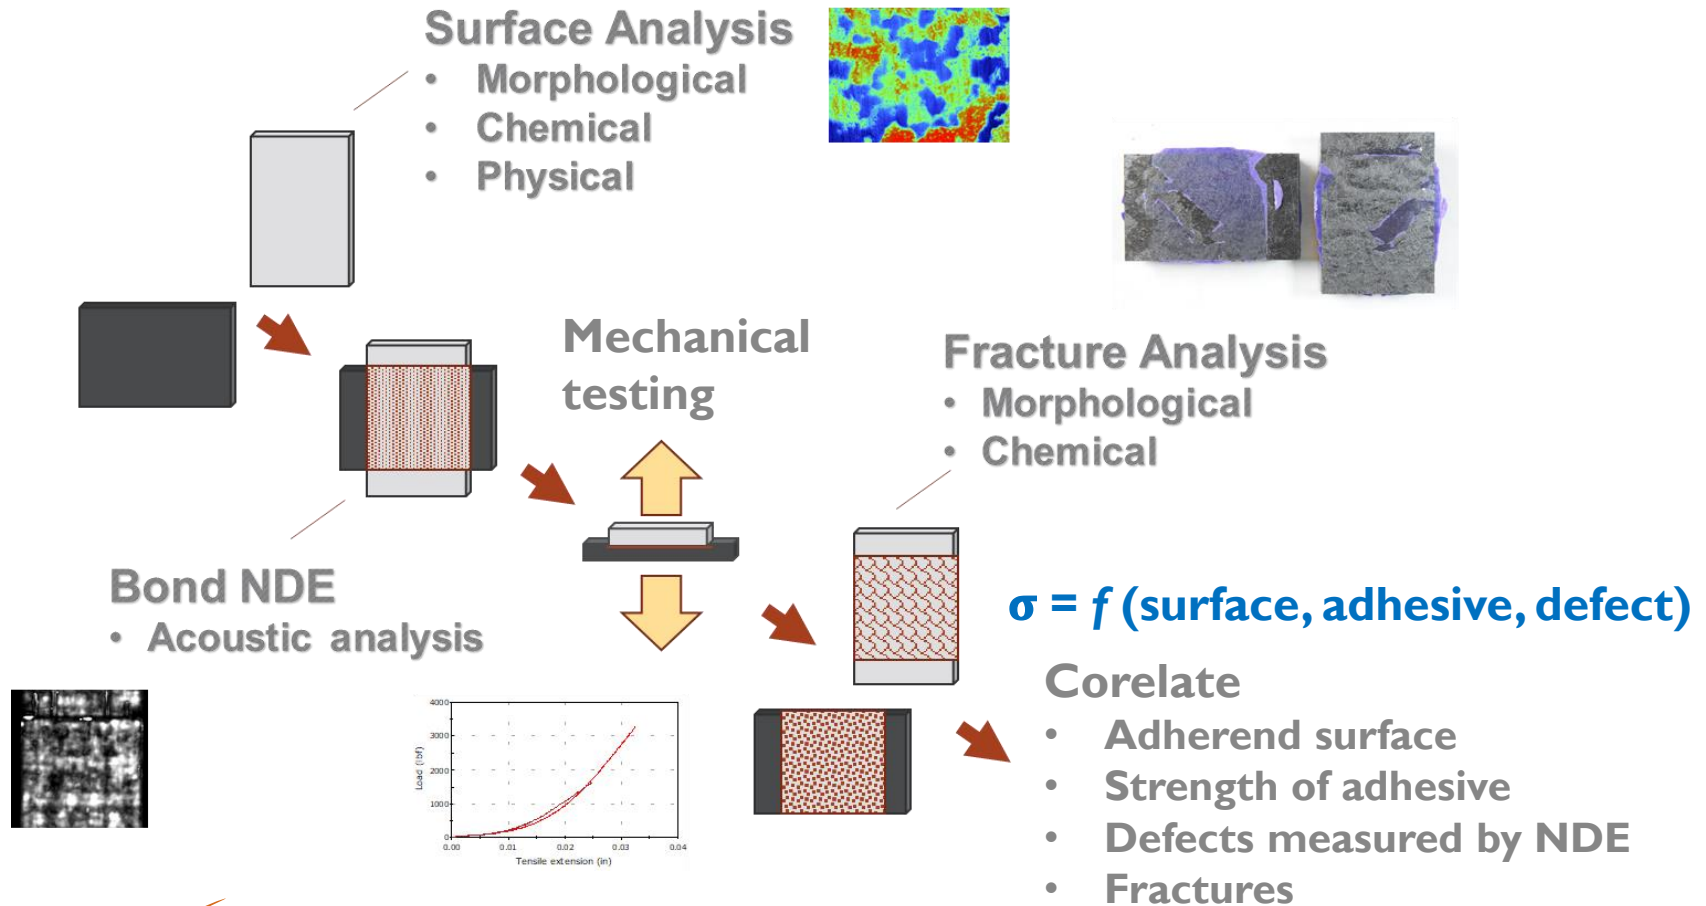 Surface Analysis
• Morphological
• Chemical
• Physical
Mechanical
testing
Fracture Analysis
• Morphological
• Chemical
Bond NDE
• Acoustic analysis
σ = f (surface, adhesive, defect)
Corelate
• Adherend surface
• Strength of adhesive
• Defects measured by NDE
• Fractures
4000
3000
2000
1000
0
Load (lbf)
0.00 0.01 0.02 0.03 0.04
Tensile extension (in)